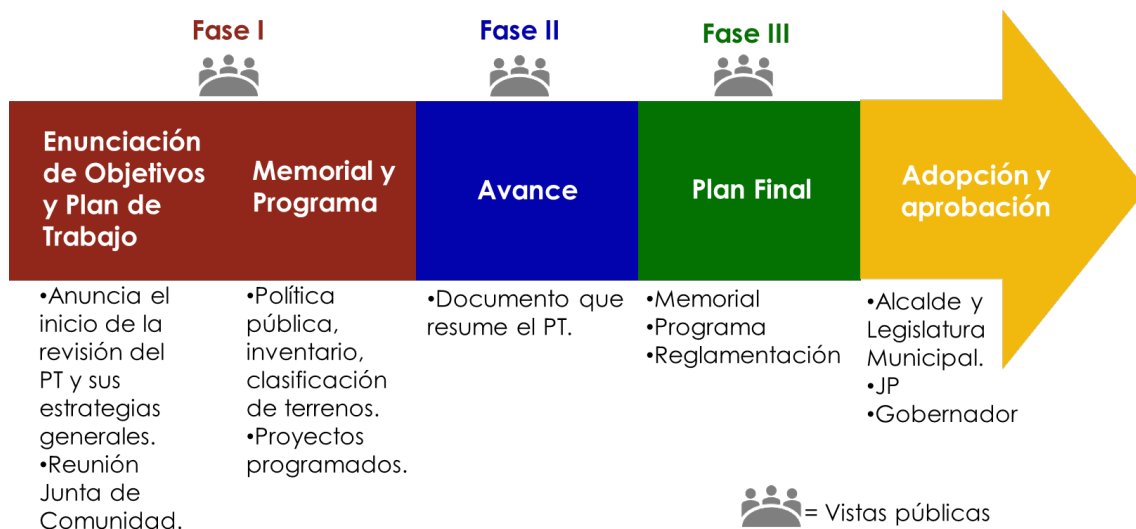 Fase I
Fase II
Fase III
Enunciación
de Objetivos
y Plan de
Trabajo
Memorial y
Programa
Avance
Plan Final
Adopción y
aprobación
•Anuncia el
inicio de la
revisión del
PT y sus
estrategias
generales.
•Reunión
Junta de
Comunidad.
•Política
pública,
inventario,
clasificación
de terrenos.
•Proyectos
programados.
•Documento que
resume el PT.
•Memorial
•Programa
•Reglamentación
•Alcalde y
Legislatura
Municipal.
•JP
•Gobernador
= Vistas públicas